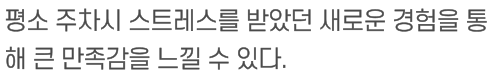 평소 주차시 스트레스를 받았던 새로운 경험을 통
해 큰 만족감을 느낄 수 있다.